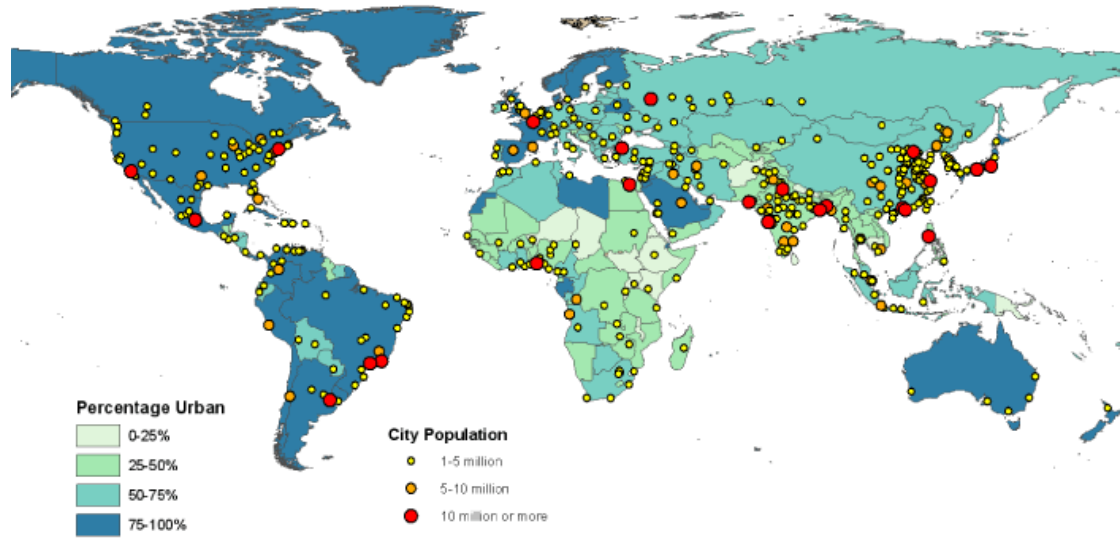 Percentage Urban
0-25%
25-50%
50-75%
75-100%
City Population
1-5 million
5-10 million
10 million or more